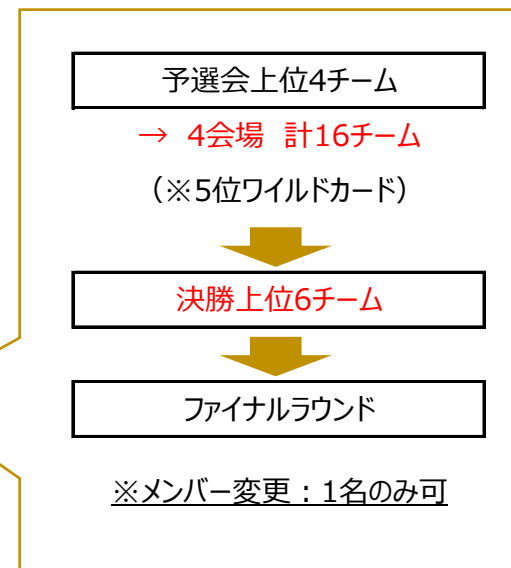 予選会上位4チーム
→ 4会場 計16チーム
(※5位ワイルドカード)
決勝上位6チーム
ファイナルラウンド
※メンバー変更：1名のみ可